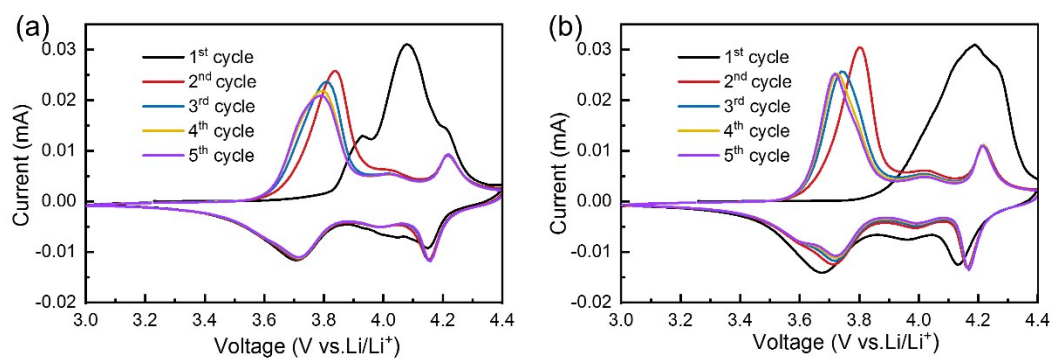 (a)
1st cycle
2nd cycle
3rd cycle
4th cycle
5th cycle
0.03
0.02
0.01
0.00
-0.01
-0.02
Current (mA)
3.0 3.2 3.4 3.6 3.8 4.0 4.2 4.4
Voltage (V vs.Li/Li⁺)
(b)
1st cycle
2nd cycle
3rd cycle
4th cycle
5th cycle
0.03
0.02
0.01
0.00
-0.01
-0.02
Current (mA)
3.0 3.2 3.4 3.6 3.8 4.0 4.2 4.4
Voltage (V vs.Li/Li⁺)